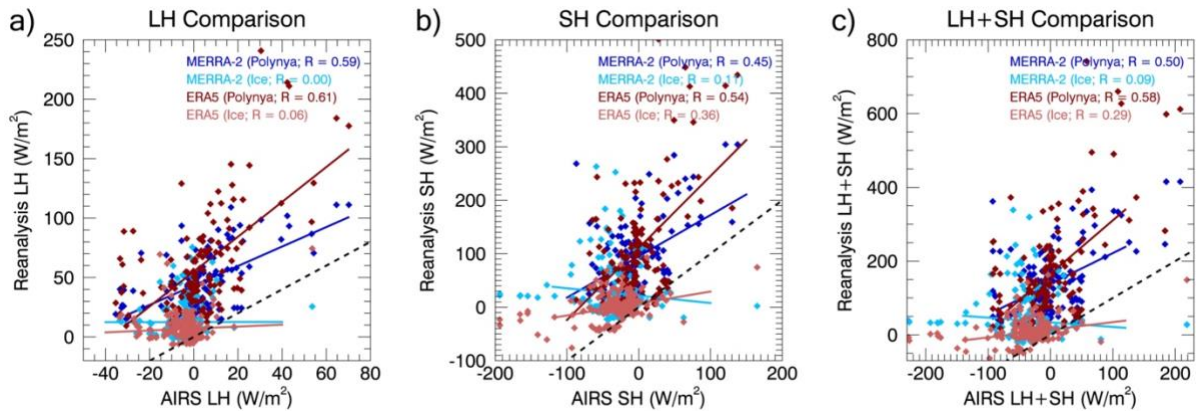 a)
LH Comparison
250
200
150
100
50
0
-40
-20
0
20
40
60
80
Reanalysis LH (W/m²)
AIRS LH (W/m²)
MERRA-2 (Polynya; R = 0.59)
MERRA-2 (Ice; R = 0.00)
ERA5 (Polynya; R = 0.61)
ERA5 (Ice; R = 0.06)
b)
SH Comparison
500
400
300
200
100
0
-100
-200
-100
0
100
200
Reanalysis SH (W/m²)
AIRS SH (W/m²)
MERRA-2 (Polynya; R = 0.45)
MERRA-2 (Ice; R = 0.11)
ERA5 (Polynya; R = 0.54)
ERA5 (Ice; R = 0.36)
c)
LH+SH Comparison
800
600
400
200
0
-200
-100
0
100
200
Reanalysis LH+SH (W/m²)
AIRS LH+SH (W/m²)
MERRA-2 (Polynya; R = 0.50)
MERRA-2 (Ice; R = 0.09)
ERA5 (Polynya; R = 0.58)
ERA5 (Ice; R = 0.29)